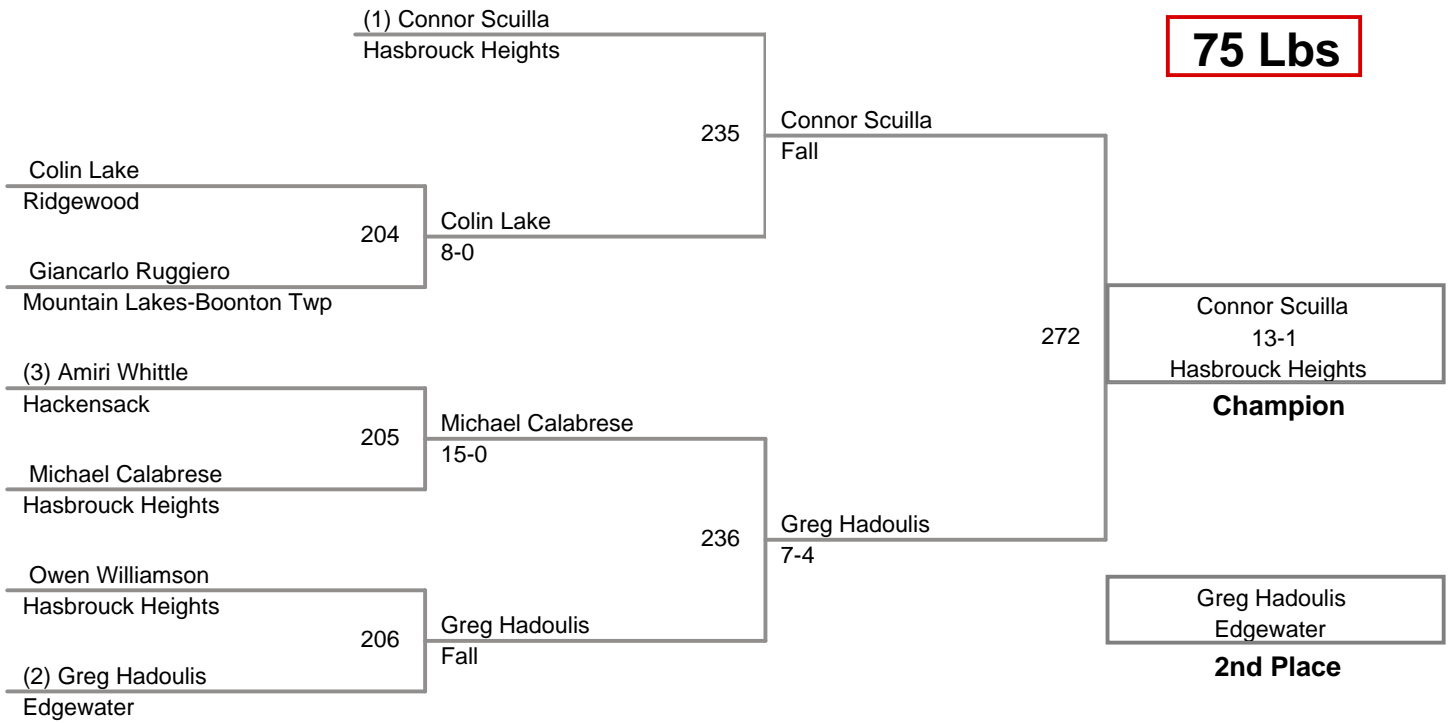 (1) Connor Scuilla
Hasbrouck Heights
75 Lbs
235
Connor Scuilla
Fall
Colin Lake
Ridgewood
204
Colin Lake
8-0
Giancarlo Ruggiero
Mountain Lakes-Boonton Twp
272
Connor Scuilla
13-1
Hasbrouck Heights
Champion
(3) Amiri Whittle
Hackensack
205
Michael Calabrese
15-0
Michael Calabrese
Hasbrouck Heights
236
Greg Hadoulis
7-4
Owen Williamson
Hasbrouck Heights
206
Greg Hadoulis
Fall
(2) Greg Hadoulis
Edgewater
Greg Hadoulis
Edgewater
2nd Place